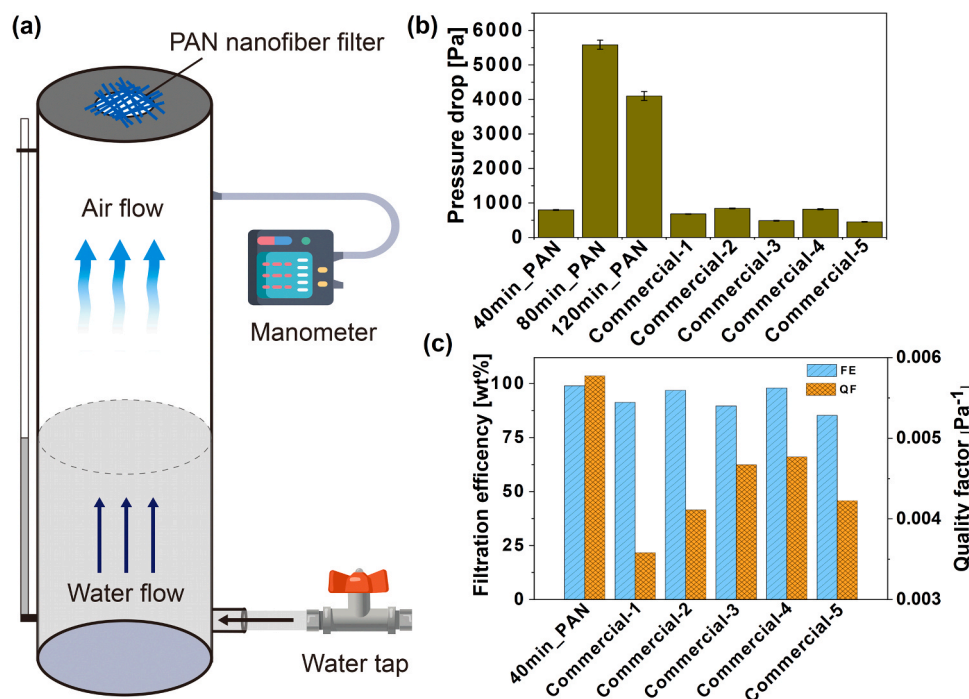 (a)
PAN nanofiber filter
Air flow
Manometer
Water flow
Water tap
(b)
Pressure drop [Pa]
6000
5000
4000
3000
2000
1000
0
40min_PAN
80min_PAN
120min_PAN
Commercial-1
Commercial-2
Commercial-3
Commercial-4
Commercial-5
(c)
Filtration efficency [wt%]
100
75
50
25
0
FE
QF
0.006
0.005
0.004
0.003
Quality factor [Pa-1]
40min_PAN
Commercial-1
Commercial-2
Commercial-3
Commercial-4
Commercial-5